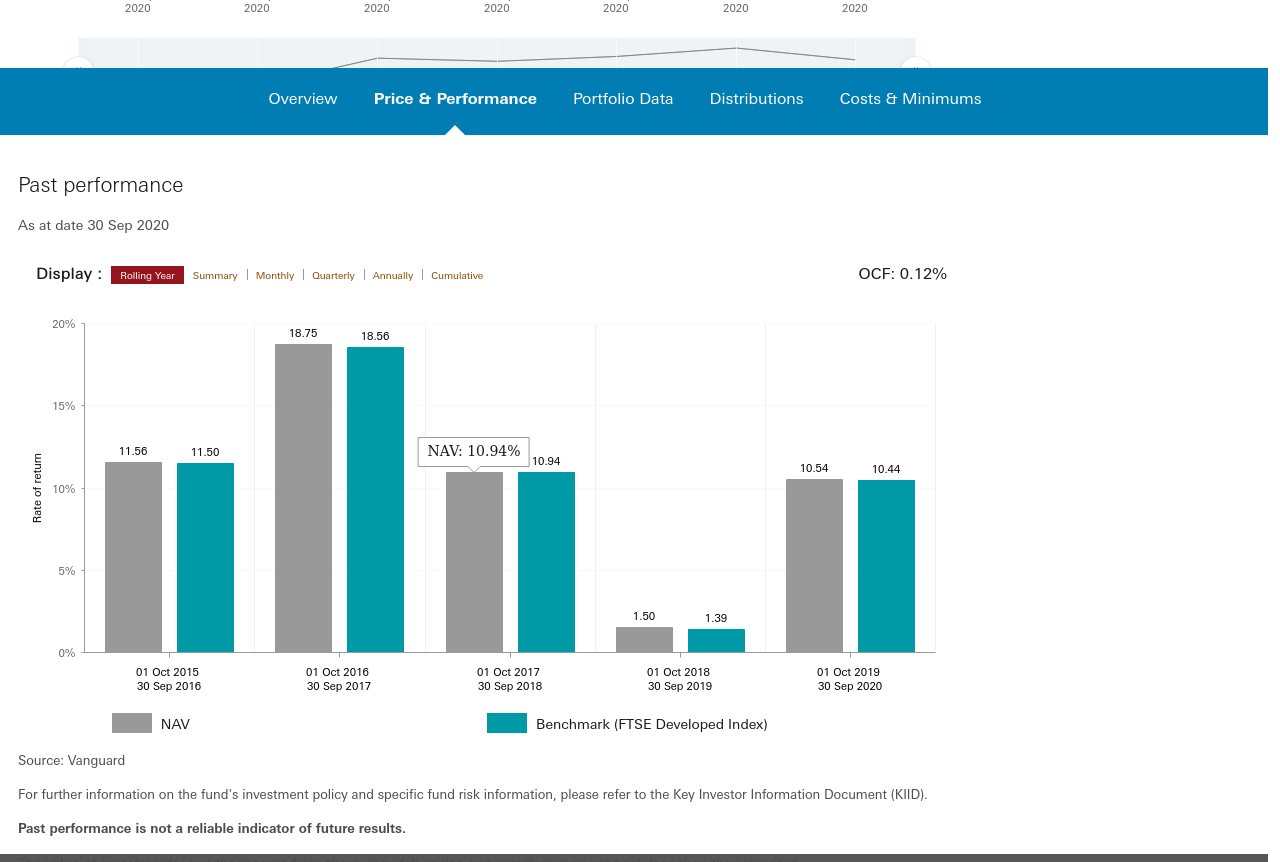 2020 2020 2020 2020 2020 2020 2020
Overview Price & Performance Portfolio Data Distributions Costs & Minimums
Past performance
As at date 30 Sep 2020
Display : Rolling Year Summary Monthly Quarterly Annually Cumulative OCF: 0.12%
20%
18.75 18.56
15%
11.56 11.50
NAV: 10.94% 10.94
10.54 10.44
Rate of return
10%
5%
1.50 1.39
0%
01 Oct 2015 01 Oct 2016 01 Oct 2017 01 Oct 2018 01 Oct 2019
30 Sep 2016 30 Sep 2017 30 Sep 2018 30 Sep 2019 30 Sep 2020
NAV Benchmark (FTSE Developed Index)
Source: Vanguard
For further information on the fund's investment policy and specific fund risk information, please refer to the Key Investor Information Document (KIID).
Past performance is not a reliable indicator of future results.